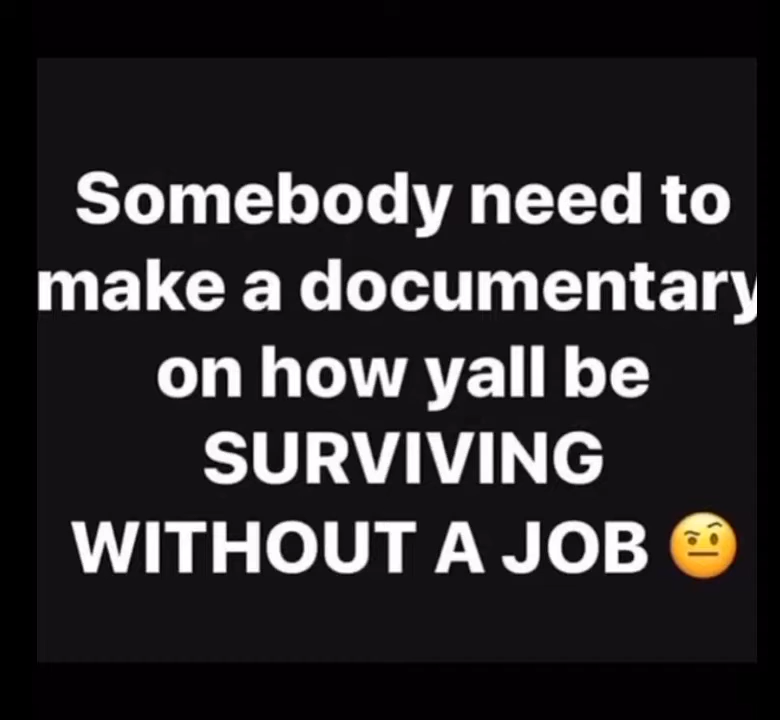 Somebody need to
make a documentary
on how yall be
SURVIVING
WITHOUT A JOB 🤨